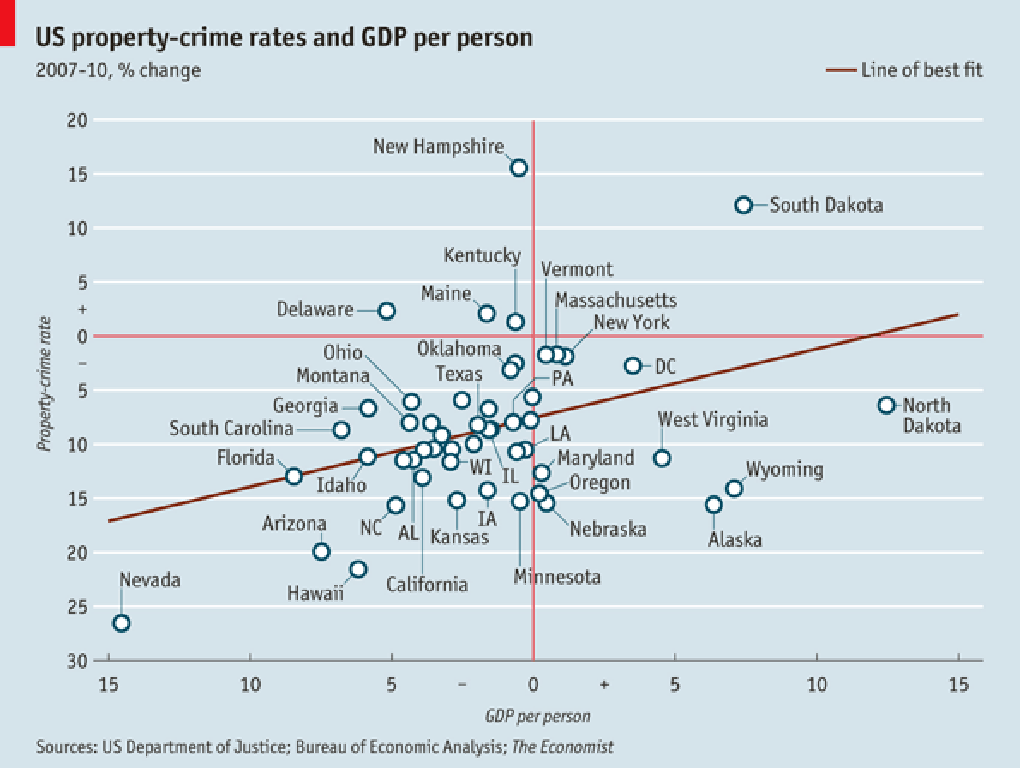 US property-crime rates and GDP per person
2007-10, % change
Line of best fit
20
15
10
5
+
0
–
5
10
15
20
25
30
Property-crime rate
New Hampshire
South Dakota
Kentucky
Vermont
Maine
Massachusetts
Delaware
New York
Ohio
Oklahoma
Montana
Texas
PA
DC
Georgia
North
Dakota
South Carolina
West Virginia
LA
Florida
Maryland
WI
IL
Wyoming
Idaho
Oregon
Arizona
NC
AL
IA
Kansas
Nebraska
Alaska
Nevada
Hawaii
California
Minnesota
15
10
5
–
0
+
5
10
15
GDP per person
Sources: US Department of Justice; Bureau of Economic Analysis; The Economist